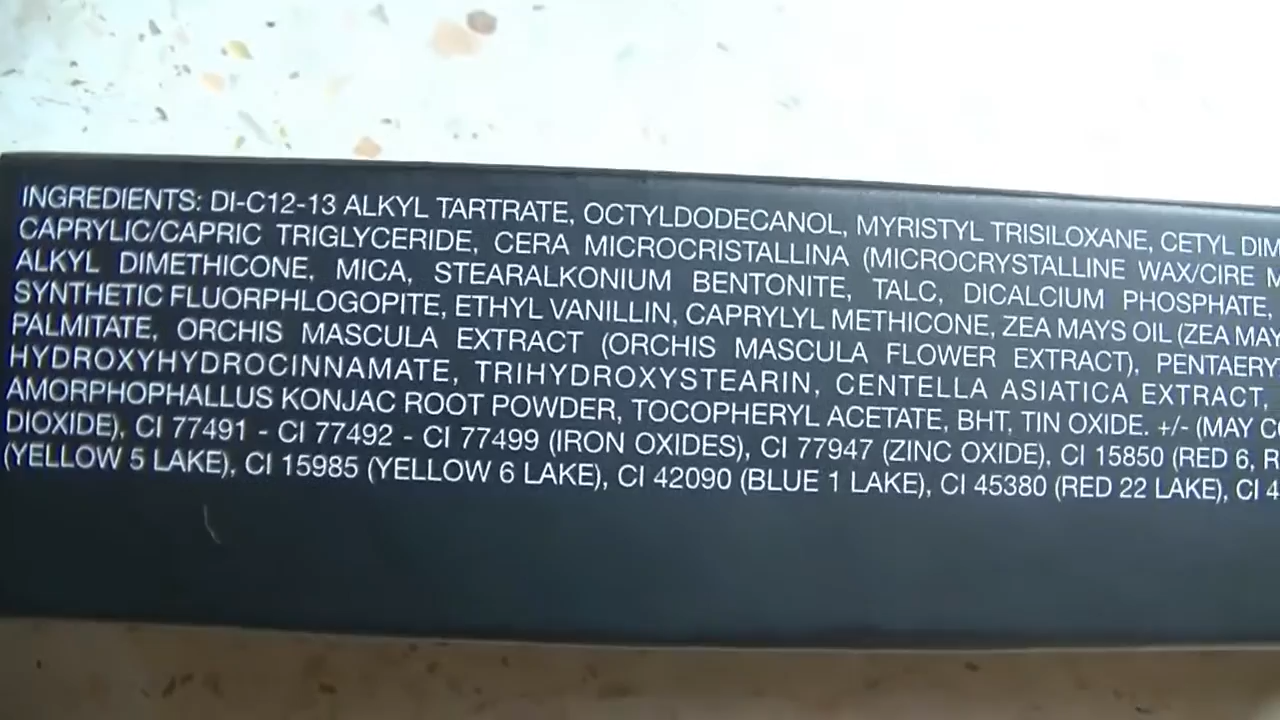 INGREDIENTS: DI-C12-13 ALKYL TARTRATE, OCTYLDODECANOL, MYRISTYL TRISILOXANE, CETYL DIM
CAPRYLIC/CAPRIC TRIGLYCERIDE, CERA MICROCRISTALLINA (MICROCRYSTALLINE WAX/CIRE M
ALKYL DIMETHICONE, MICA, STEARALKONIUM BENTONITE, TALC, DICALCIUM PHOSPHATE,
SYNTHETIC FLUORPHLOGOPITE, ETHYL VANILLIN, CAPRYLYL METHICONE, ZEA MAYS OIL (ZEA MAY
PALMITATE, ORCHIS MASCULA EXTRACT (ORCHIS MASCULA FLOWER EXTRACT), PENTAERY
HYDROXYHYDROCINNAMATE, TRIHYDROXYSTEARIN, CENTELLA ASIATICA EXTRACT,
AMORPHOPHALLUS KONJAC ROOT POWDER, TOCOPHERYL ACETATE, BHT, TIN OXIDE. +/- (MAY CO
DIOXIDE), CI 77491 - CI 77492 - CI 77499 (IRON OXIDES), CI 77947 (ZINC OXIDE), CI 15850 (RED 6, R
(YELLOW 5 LAKE), CI 15985 (YELLOW 6 LAKE), CI 42090 (BLUE 1 LAKE), CI 45380 (RED 22 LAKE), CI 4